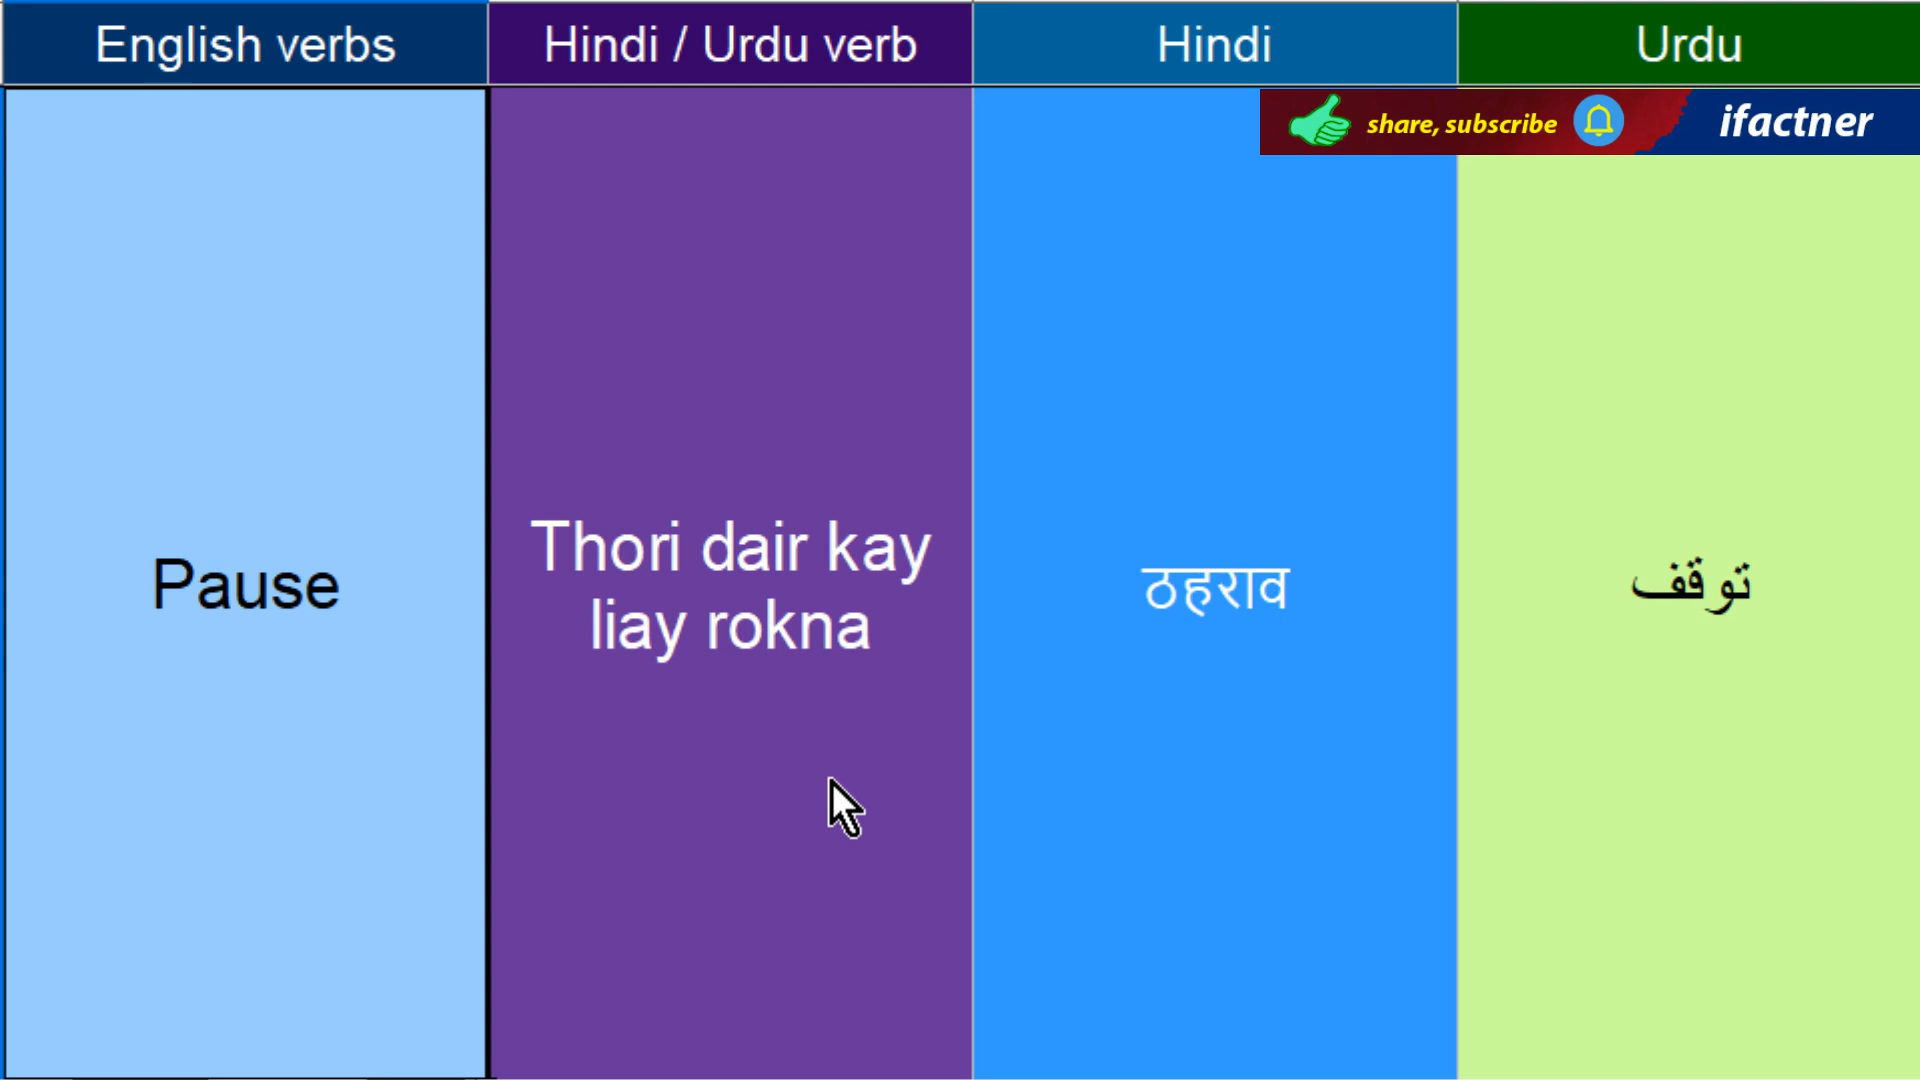 English verbs
Hindi / Urdu verb
Hindi
Urdu
share, subscribe
ifactner
Pause
Thori dair kay
liay rokna
ठहराव
توقف